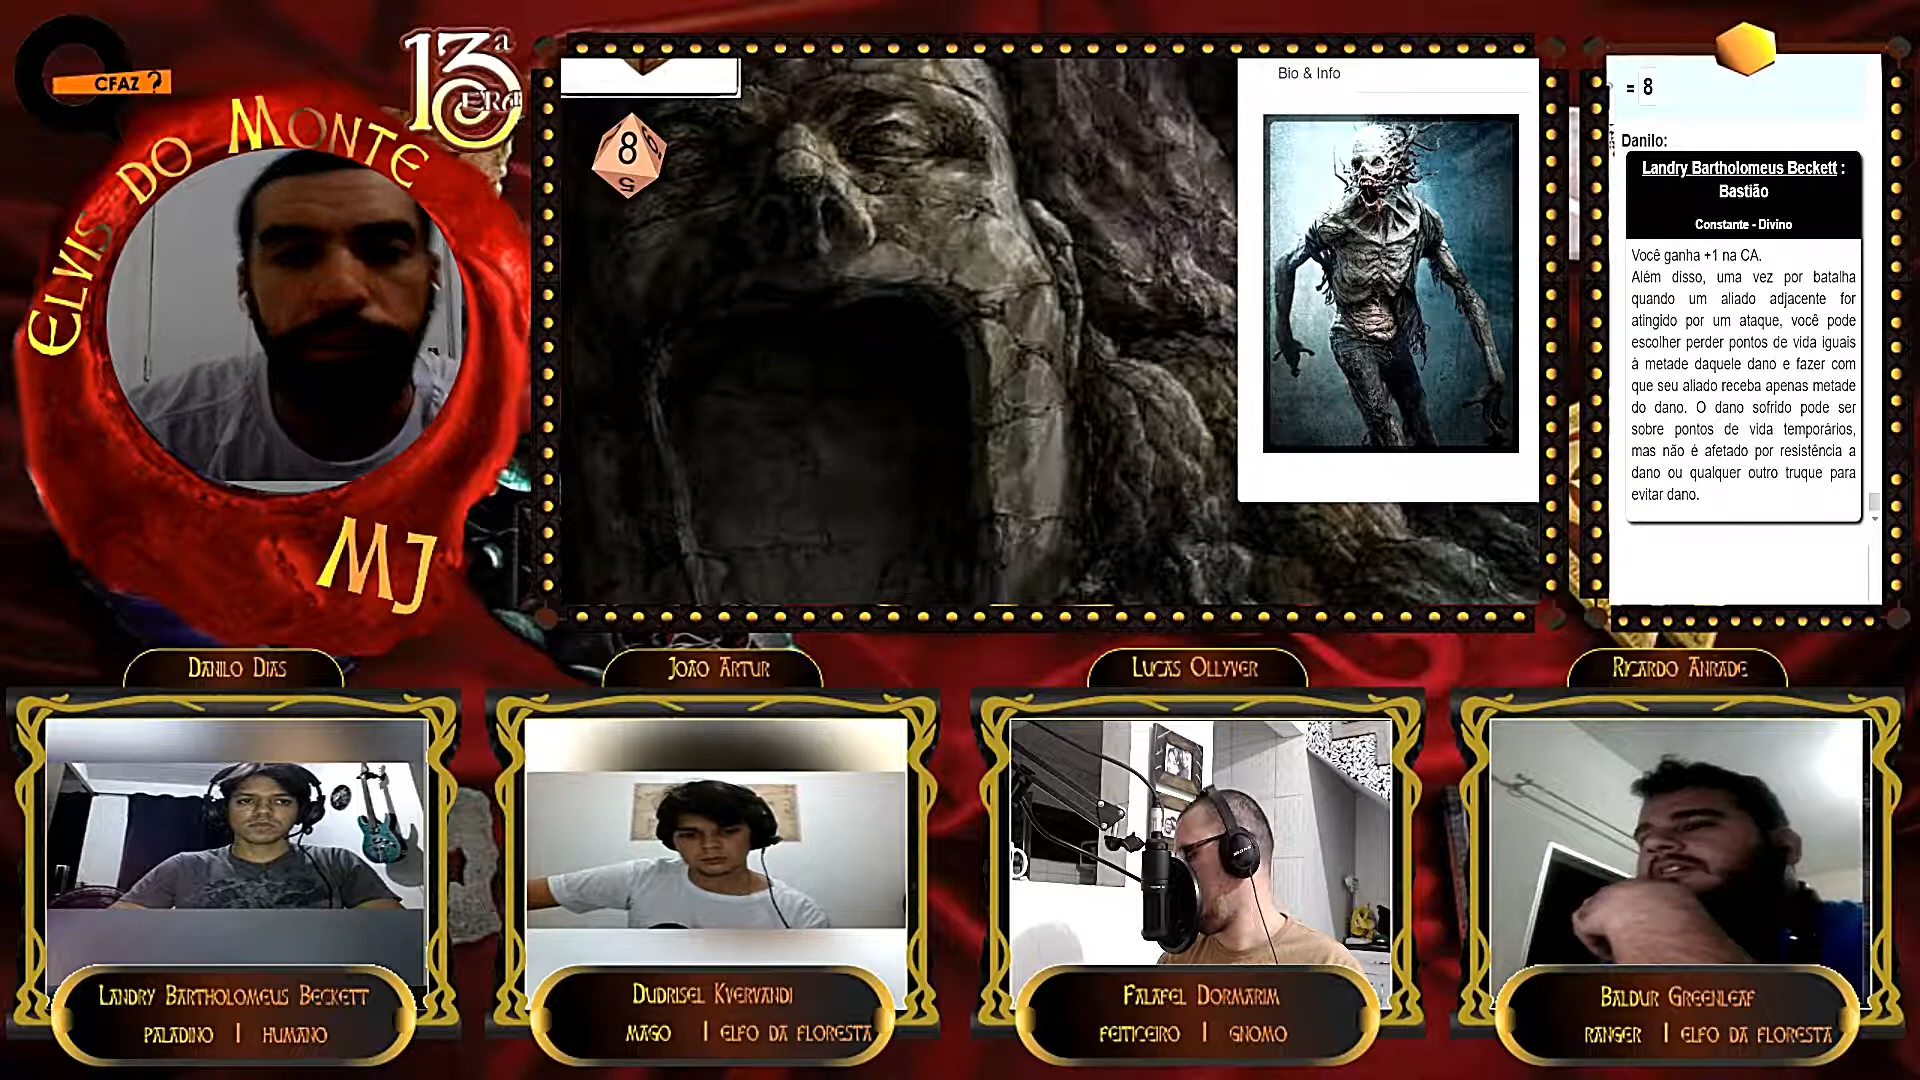 CFAZ ?
13ª
ERA
ELVIS DO MONTE
MJ
8
5
Bio & Info
= 8
Danilo:
Landry Bartholomeus Beckett :
Bastião
Constante - Divino
Você ganha +1 na CA.
Além disso, uma vez por batalha
quando um aliado adjacente for
atingido por um ataque, você pode
escolher perder pontos de vida iguais
à metade daquele dano e fazer com
que seu aliado receba apenas metade
do dano. O dano sofrido pode ser
sobre pontos de vida temporários,
mas não é afetado por resistência a
dano ou qualquer outro truque para
evitar dano.
DANILO DIAS
JOÃO ARTUR
LUCAS OLLYVER
RICARDO ANRADE
LANDRY BARTHOLOMEUS BECKETT
PALADINO | HUMANO
DUDRISEL KVERVANDI
MAGO | ELFO DA FLORESTA
FALAFEL DORMARIM
FEITICEIRO | GNOMO
BALDUR GREENLEAF
RANGER | ELFO DA FLORESTA